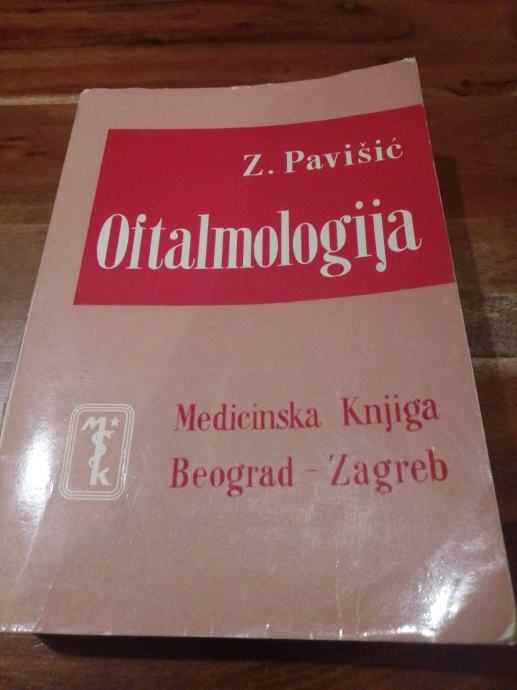 Z. Pavišić
Oftalmologija
Medicinska Knjiga
Beograd - Zagreb
M
K